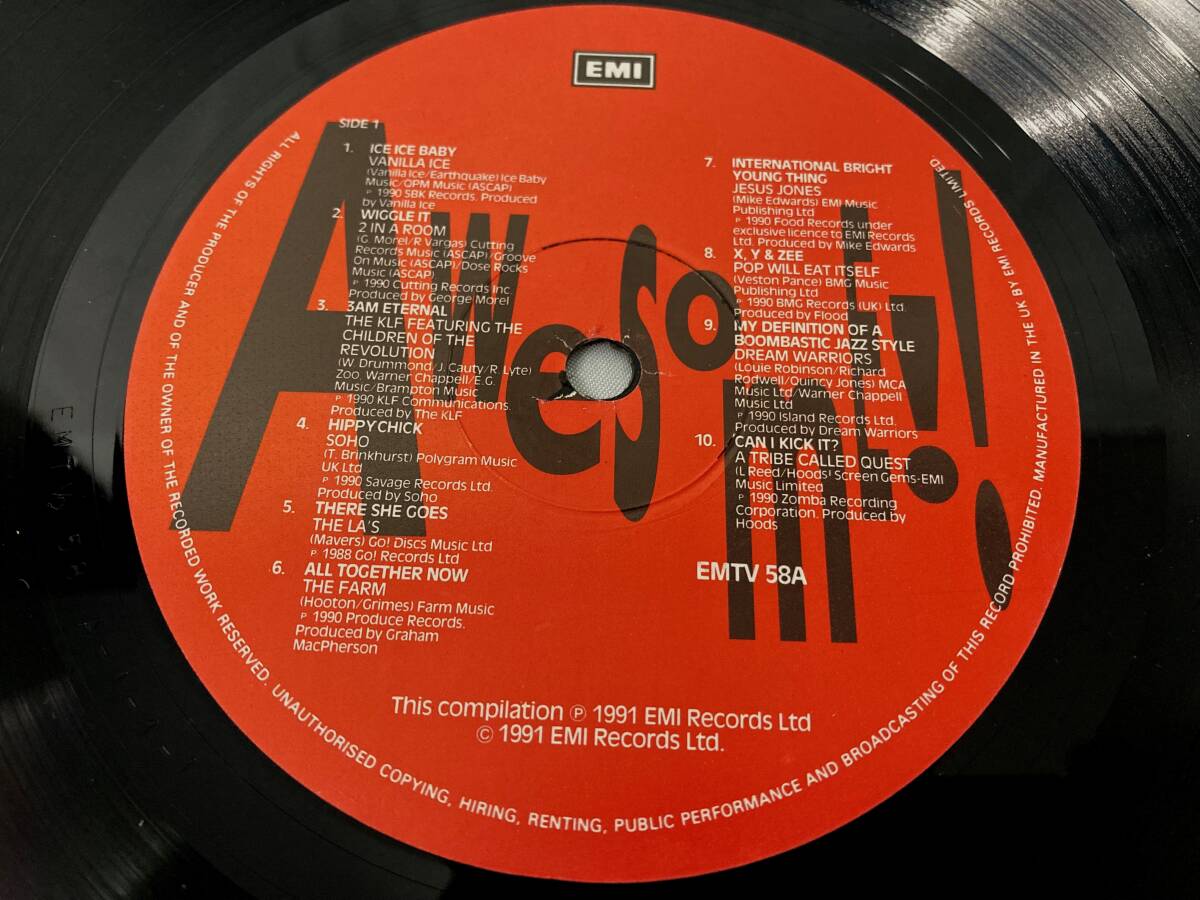 EMI
SIDE 1
1. ICE ICE BABY
VANILLA ICE
(Vanilla Ice/Earthquake) Ice Baby
Music/OPM Music (ASCAP)
℗ 1990 SBK Records. Produced
by Vanilla Ice
2. WIGGLE IT
2 IN A ROOM
(G. Morel/R Vargas) Cutting
Records Music (ASCAP)/Groove
On Music (ASCAP)/Dose Rocks
Music (ASCAP)
℗ 1990 Cutting Records Inc.
Produced by George Morel
3. 3AM ETERNAL
THE KLF FEATURING THE
CHILDREN OF THE
REVOLUTION
(W. Drummond/J. Cauty/R. Lyte)
Zoo. Warner Chappell/E.G.
Music/Brampton Music
℗ 1990 KLF Communications.
Produced by The KLF
4. HIPPYCHICK
SOHO
(T. Brinkhurst) Polygram Music
UK Ltd
℗ 1990 Savage Records Ltd.
Produced by Soho
5. THERE SHE GOES
THE LA'S
(Mavers) Go! Discs Music Ltd
℗ 1988 Go! Records Ltd
6. ALL TOGETHER NOW
THE FARM
(Hooton/Grimes) Farm Music
℗ 1990 Produce Records.
Produced by Graham
MacPherson
7. INTERNATIONAL BRIGHT
YOUNG THING
JESUS JONES
(Mike Edwards) EMI Music
Publishing Ltd
℗ 1990 Food Records under
exclusive licence to EMI Records
Ltd. Produced by Mike Edwards
8. X, Y & ZEE
POP WILL EAT ITSELF
(Veston Pance) BMG Music
Publishing Ltd
℗ 1990 BMG Records (UK) Ltd.
Produced by Flood
9. MY DEFINITION OF A
BOOMBASTIC JAZZ STYLE
DREAM WARRIORS
(Louie Robinson/Richard
Rodwell/Quincy Jones) MCA
Music Ltd/Warner Chappell
Music Ltd
℗ 1990 Island Records Ltd.
Produced by Dream Warriors
10. CAN I KICK IT?
A TRIBE CALLED QUEST
(L Reed/Hoods) Screen Gems-EMI
Music Limited
℗ 1990 Zomba Recording
Corporation. Produced by
Hoods
AWesOME!!
EMTV 58A
This compilation ℗ 1991 EMI Records Ltd
© 1991 EMI Records Ltd.
ALL RIGHTS OF THE PRODUCER AND OF THE OWNER OF THE RECORDED WORK RESERVED. UNAUTHORISED COPYING, HIRING, RENTING, PUBLIC PERFORMANCE AND BROADCASTING OF THIS RECORD PROHIBITED. MANUFACTURED IN THE UK BY EMI RECORDS LIMITED